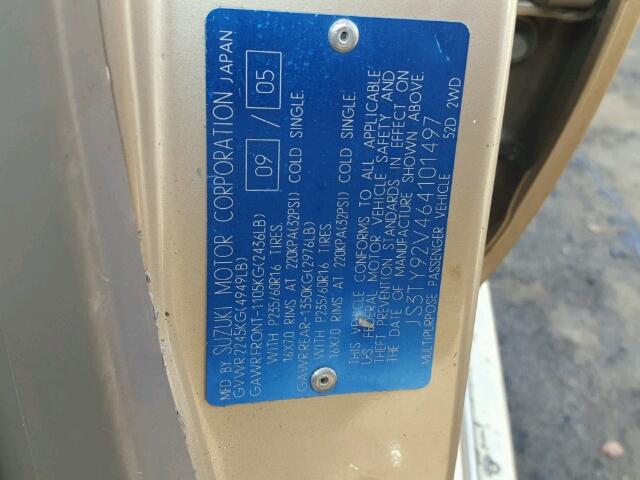 MFD BY SUZUKI MOTOR CORPORATION JAPAN
GVWR:2245KG(4949LB) 09 / 05
GAWRFRONT-1105KG(2436LB)
WITH P235/60R16 TIRES.
16X7.0 RIMS AT 220KPA(32PSI) COLD SINGLE.
GAWRREAR-1350KG(2976LB)
WITH P235/60R16 TIRES.
16X7.0 RIMS AT 220KPA(32PSI) COLD SINGLE.
THIS VEHICLE CONFORMS TO ALL APPLICABLE
US FEDERAL MOTOR VEHICLE SAFETY AND
THEFT PREVENTION STANDARDS IN EFFECT ON
THE DATE OF MANUFACTURE SHOWN ABOVE.
JS3TY92V464101497
MULTIPURPOSE PASSENGER VEHICLE 52D 2WD